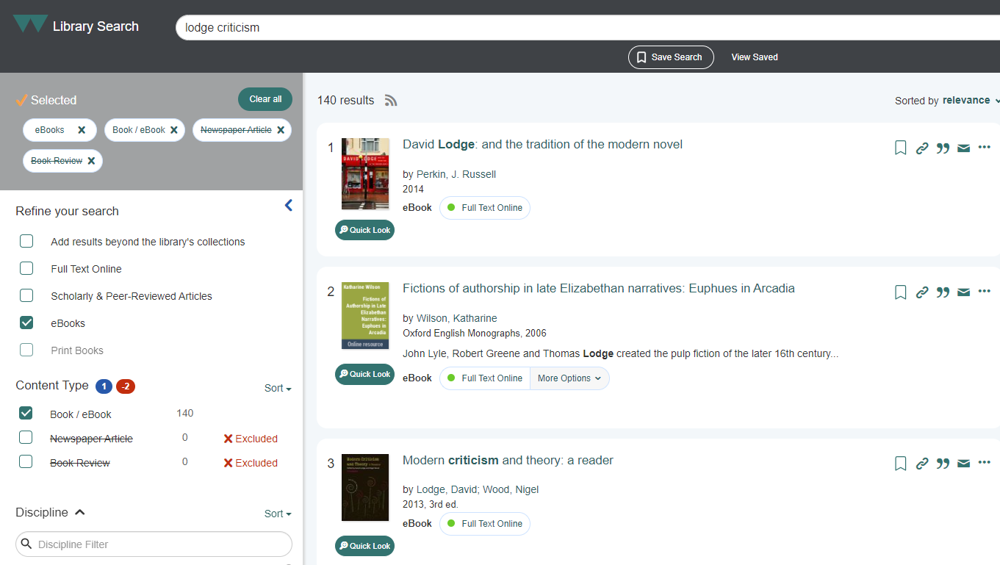 Library Search
lodge criticism
Save Search
View Saved
Selected
Clear all
eBooks
Book / eBook
Newspaper Article
Book Review
Refine your search
Add results beyond the library's collections
Full Text Online
Scholarly & Peer-Reviewed Articles
eBooks
Print Books
Content Type 1 -2 Sort
Book / eBook 140
Newspaper Article 0 Excluded
Book Review 0 Excluded
Discipline Sort
Discipline Filter
140 results
Sorted by relevance
1
DAVID LODGE
Quick Look
David Lodge: and the tradition of the modern novel
by Perkin, J. Russell
2014
eBook Full Text Online
2
Katharine Wilson
Fictions of
Authorship in Late
Elizabethan
Narratives:
Euphues in
Arcadia
Online resource
Quick Look
Fictions of authorship in late Elizabethan narratives: Euphues in Arcadia
by Wilson, Katharine
Oxford English Monographs, 2006
John Lyle, Robert Greene and Thomas Lodge created the pulp fiction of the later 16th century...
eBook Full Text Online More Options
3
Modern Criticism
and Theory: a Reader
Quick Look
Modern criticism and theory: a reader
by Lodge, David; Wood, Nigel
2013, 3rd ed.
eBook Full Text Online